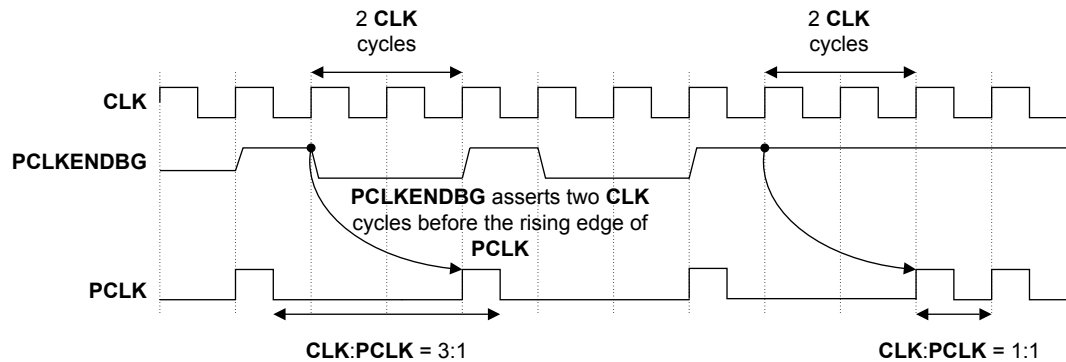 2 CLK
cycles
2 CLK
cycles
CLK
PCLKENDBG
PCLKENDBG asserts two CLK
cycles before the rising edge of
PCLK
PCLK
CLK:PCLK = 3:1
CLK:PCLK = 1:1